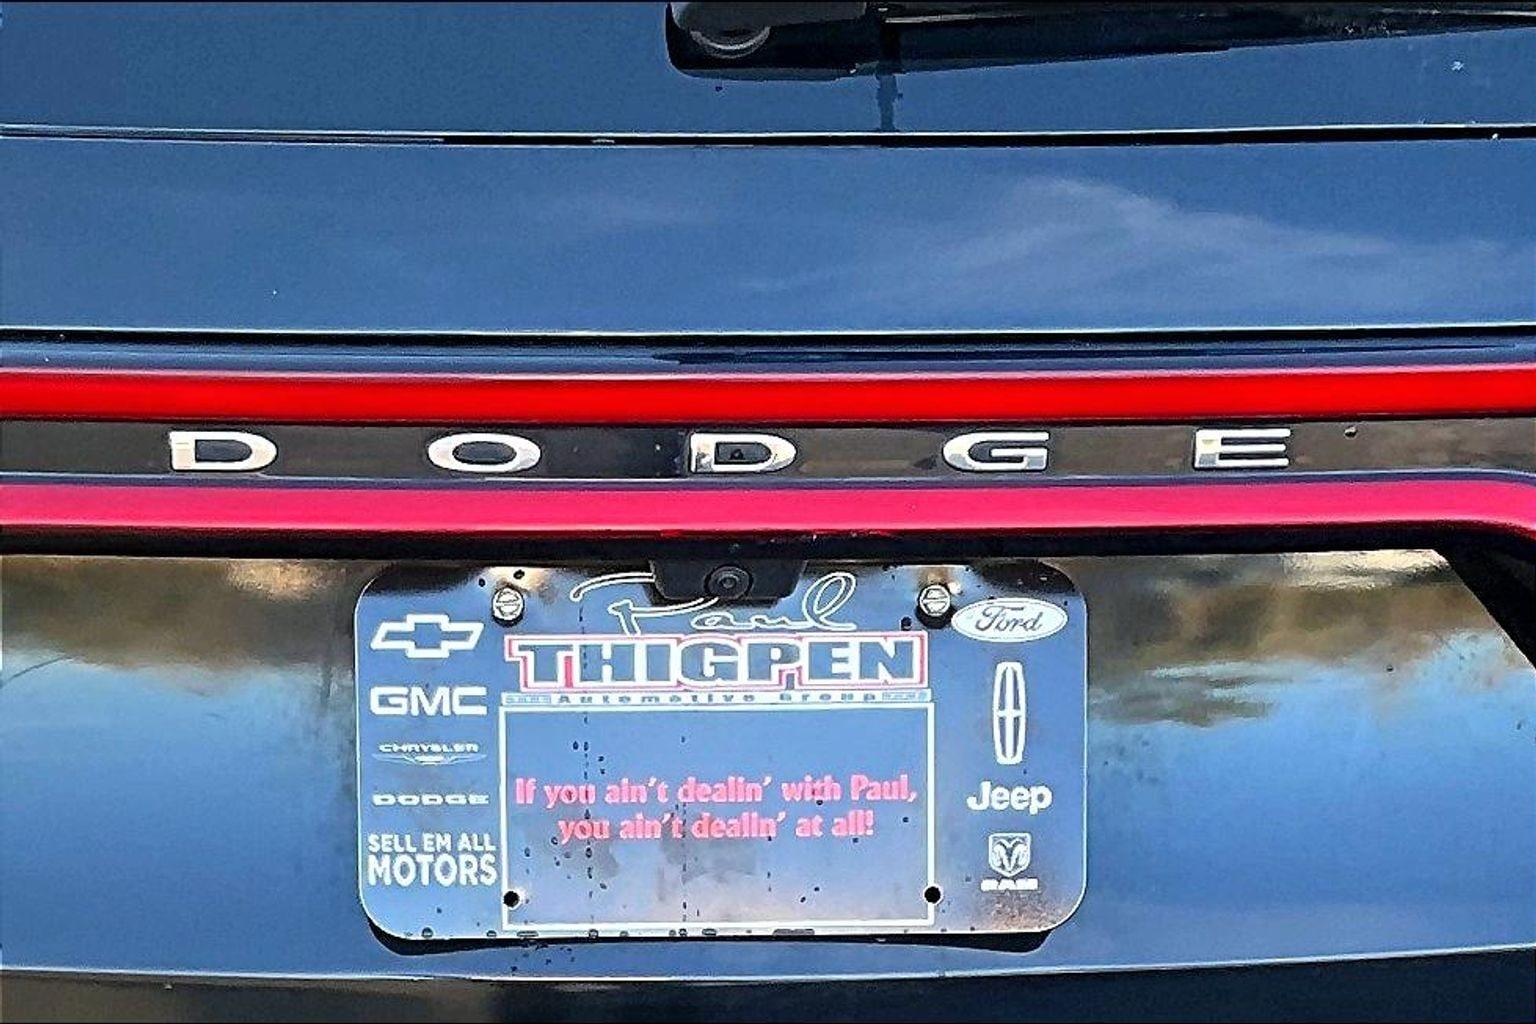 DODGE
Paul
THIGPEN
Automotive Group
CHEVROLET
GMC
CHRYSLER
DODGE
SELL EM ALL
MOTORS
If you ain't dealin' with Paul,
you ain't dealin' at all!
Ford
Jeep
RAM